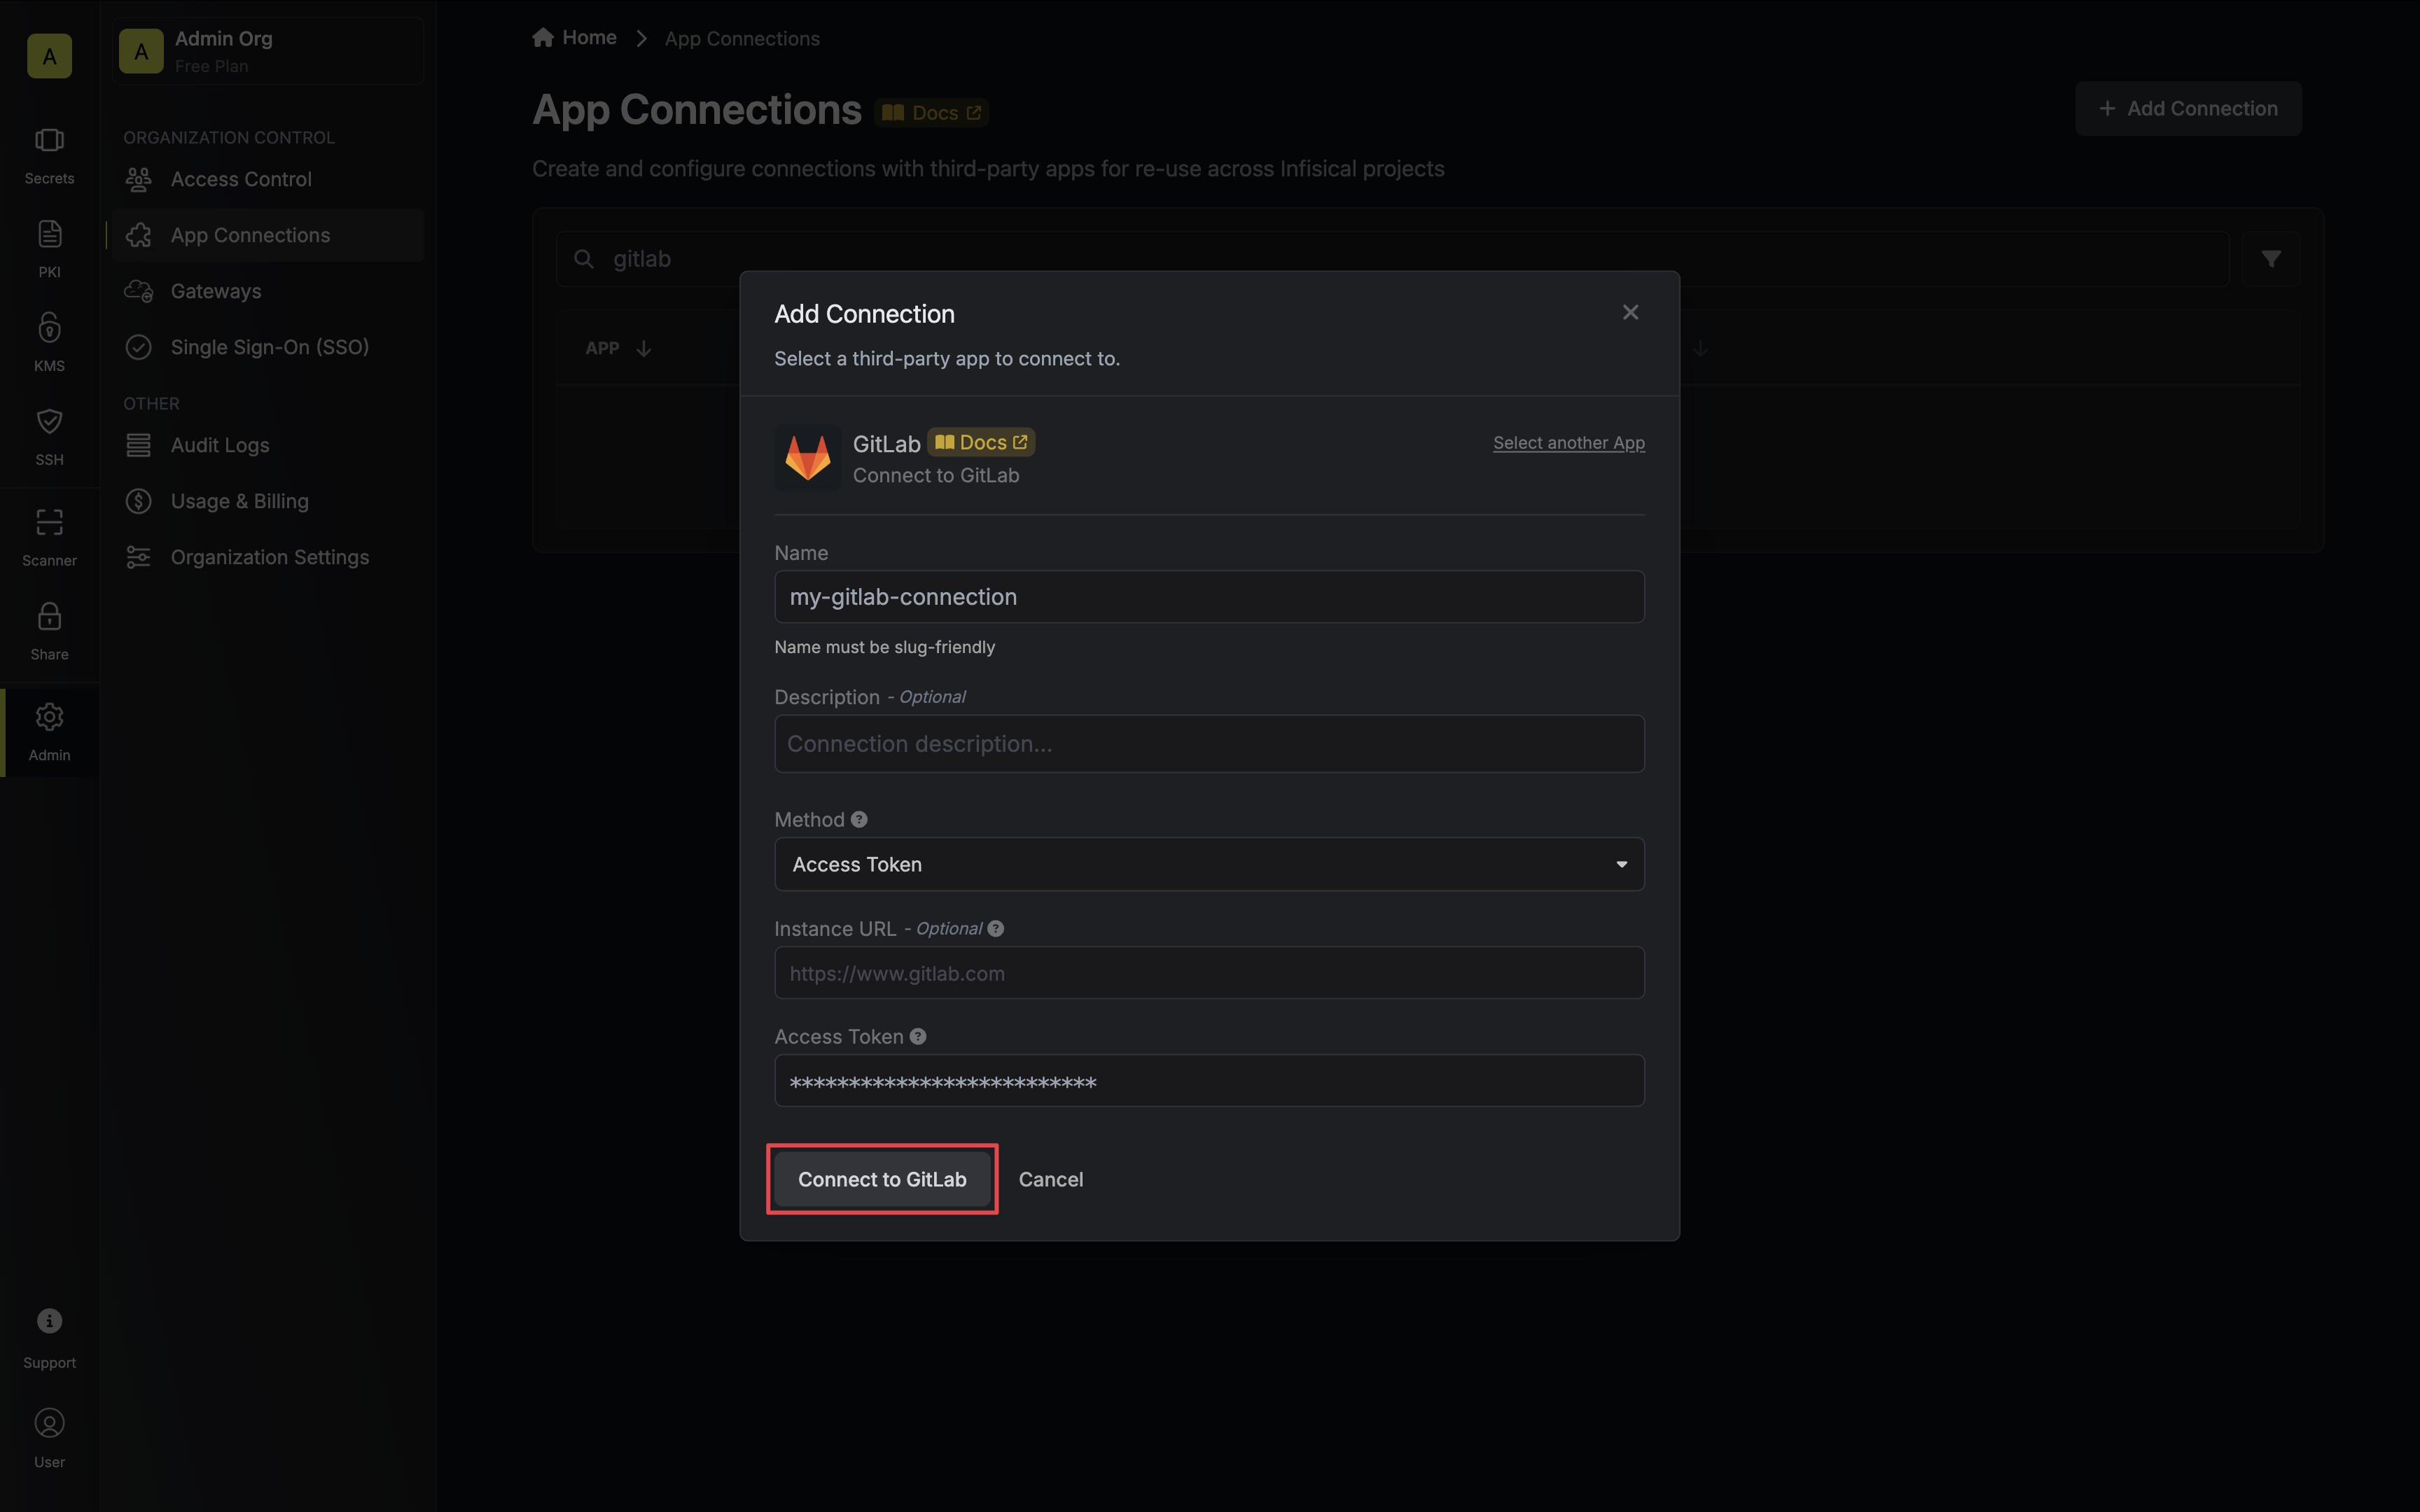 A
Secrets
PKI
KMS
SSH
Scanner
Share
Admin
Support
User
A
Admin Org
Free Plan
ORGANIZATION CONTROL
Access Control
App Connections
Gateways
Single Sign-On (SSO)
OTHER
Audit Logs
Usage & Billing
Organization Settings
Home
App Connections
App Connections
Docs
Add Connection
Create and configure connections with third-party apps for re-use across Infisical projects
gitlab
APP
Add Connection
Select a third-party app to connect to.
GitLab
Docs
Select another App
Connect to GitLab
Name
my-gitlab-connection
Name must be slug-friendly
Description - Optional
Connection description...
Method
Access Token
Instance URL - Optional
https://www.gitlab.com
Access Token
**************************
Connect to GitLab
Cancel